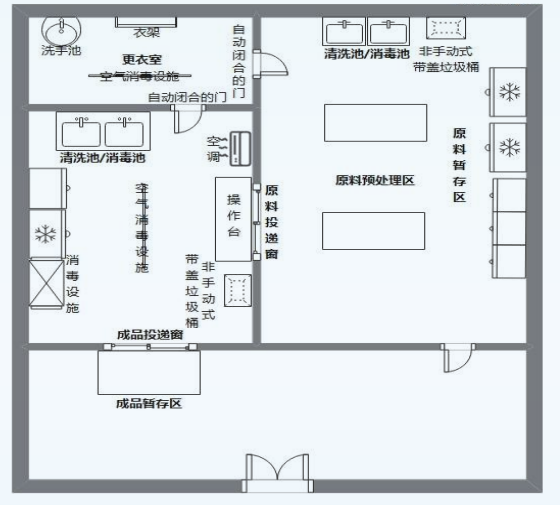 衣架
洗手池
更衣室
空气消毒设施
自动闭合的门
自动闭合的门
清洗池/消毒池
非手动式
带盖垃圾桶
清洗池/消毒池
空调
原料暂存区
原料预处理区
空气消毒设施
操作台
原料投递窗
消毒设施
非手动式
带盖垃圾桶
成品投递窗
成品暂存区